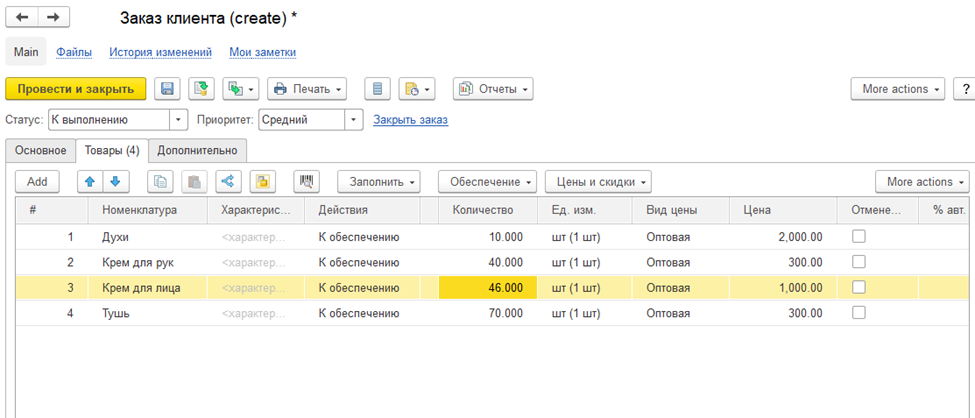 Заказ клиента (create) *
Main Файлы История изменений Мои заметки
Провести и закрыть Печать Отчеты More actions ?
Статус: К выполнению Приоритет: Средний Закрыть заказ
Основное Товары (4) Дополнительно
Add Заполнить Обеспечение Цены и скидки More actions
# Номенклатура Характерис... Действия Количество Ед. изм. Вид цены Цена Отмене... % авт.
1 Духи <характер... К обеспечению 10.000 шт (1 шт) Оптовая 2,000.00
2 Крем для рук <характер... К обеспечению 40.000 шт (1 шт) Оптовая 300.00
3 Крем для лица <характер... К обеспечению 46.000 шт (1 шт) Оптовая 1,000.00
4 Тушь <характер... К обеспечению 70.000 шт (1 шт) Оптовая 300.00